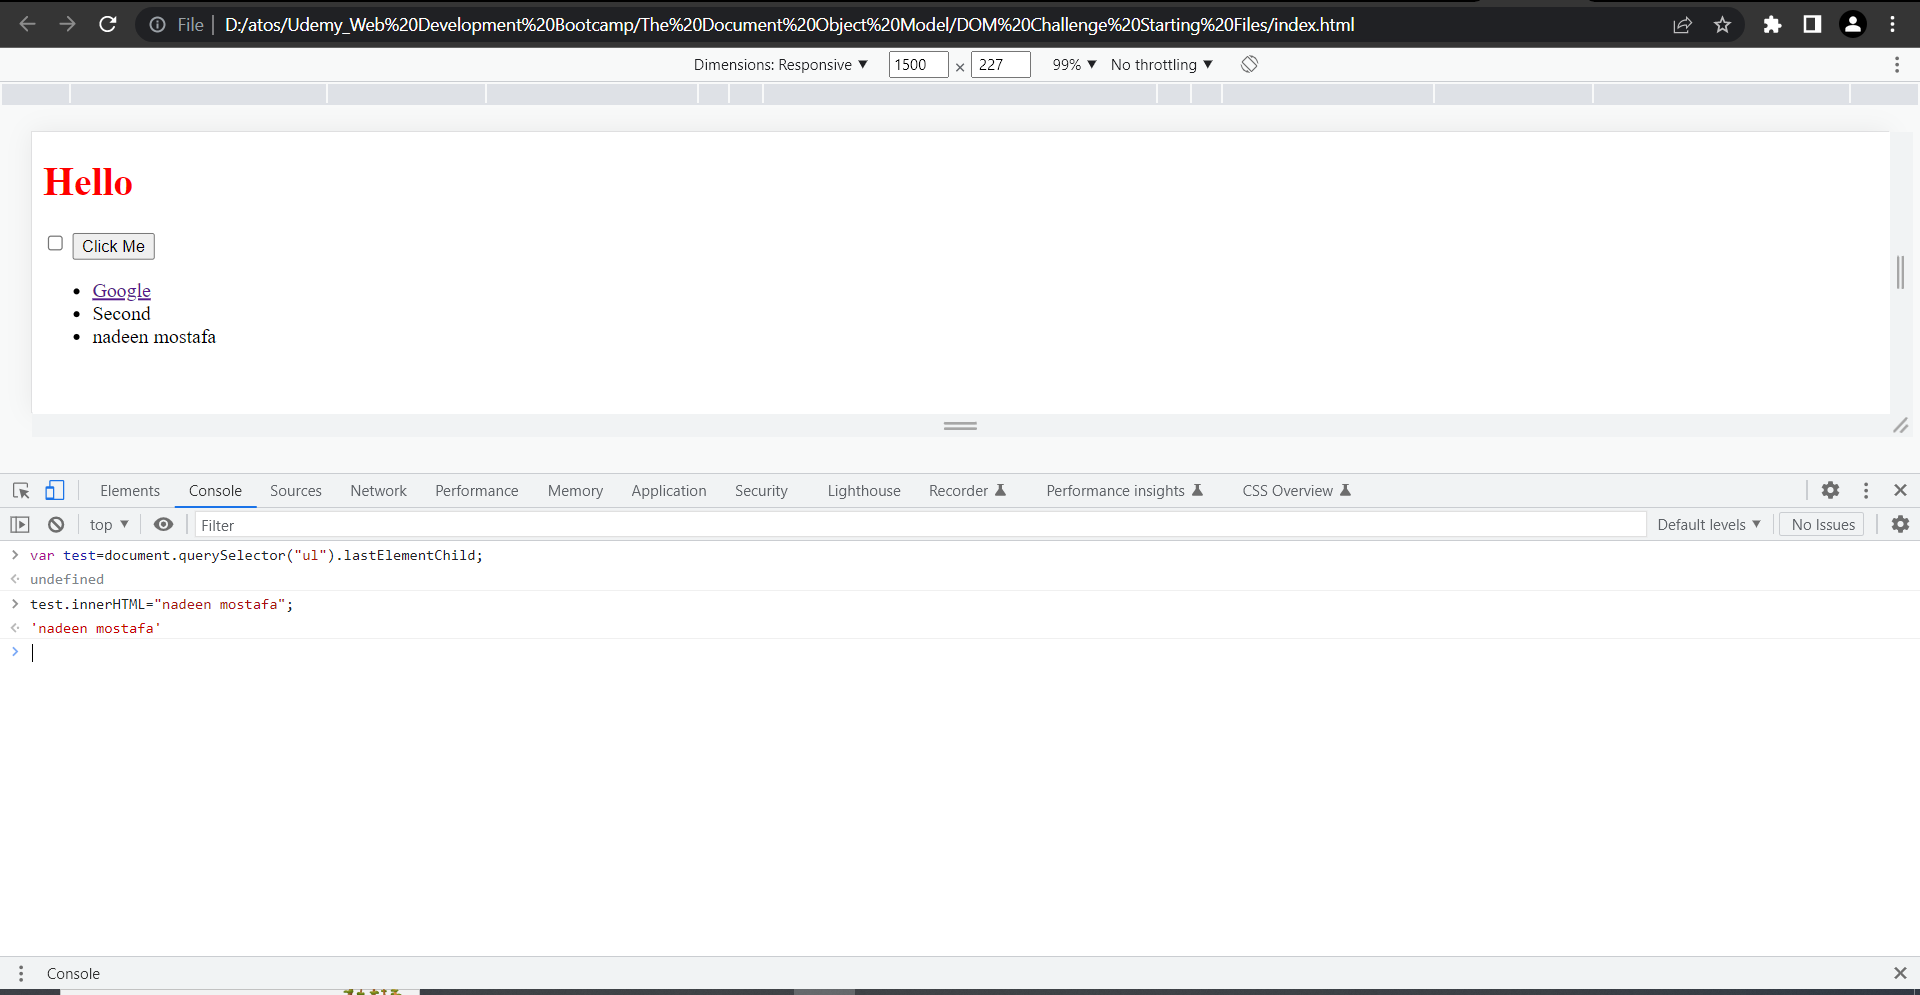 File | D:/atos/Udemy_Web%20Development%20Bootcamp/The%20Document%20Object%20Model/DOM%20Challenge%20Starting%20Files/index.html
Dimensions: Responsive ▼ 1500 × 227 99% ▼ No throttling ▼
Hello
Click Me
• Google
• Second
• nadeen mostafa
Elements Console Sources Network Performance Memory Application Security Lighthouse Recorder Performance insights CSS Overview
top ▼ Filter Default levels ▼ No Issues
> var test=document.querySelector("ul").lastElementChild;
undefined
> test.innerHTML="nadeen mostafa";
'nadeen mostafa'
>
Console